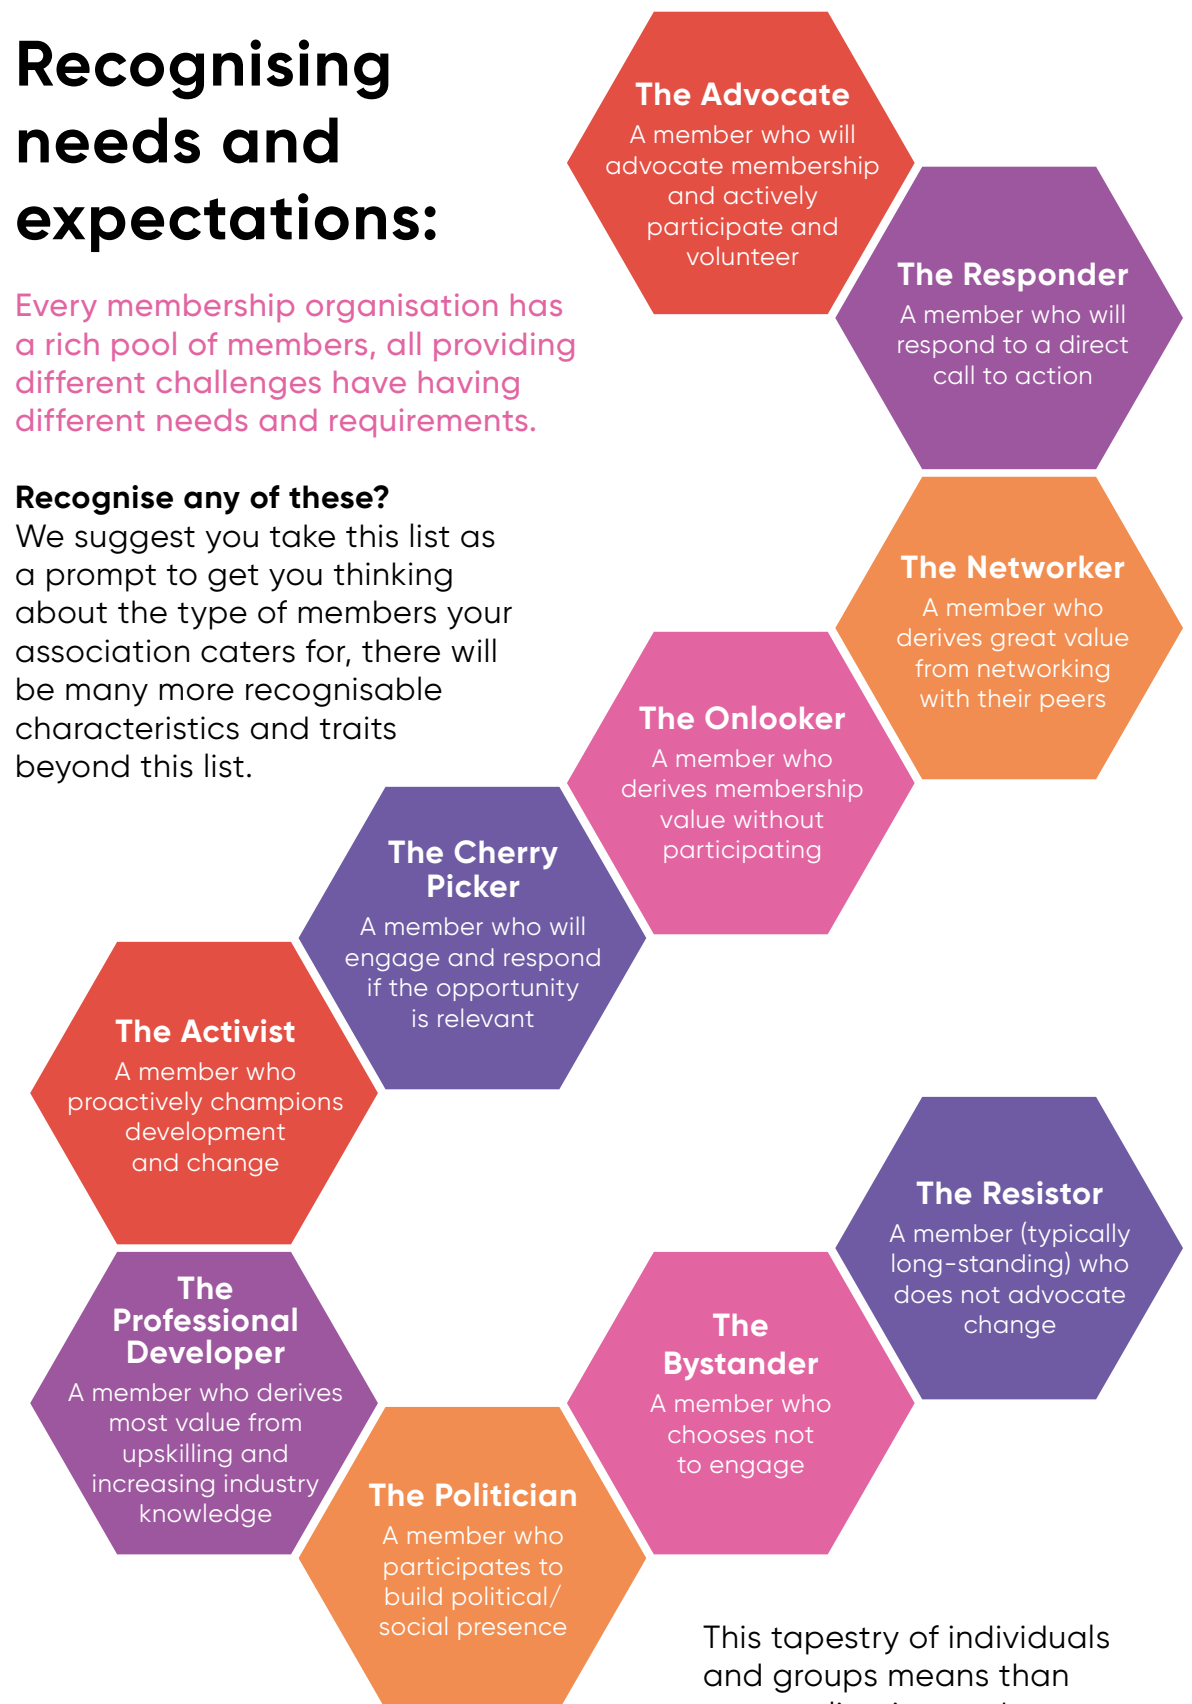 Recognising
needs and
expectations:
Every membership organisation has
a rich pool of members, all providing
different challenges have having
different needs and requirements.
Recognise any of these?
We suggest you take this list as
a prompt to get you thinking
about the type of members your
association caters for, there will
be many more recognisable
characteristics and traits
beyond this list.
The Advocate
A member who will
advocate membership
and actively
participate and
volunteer
The Responder
A member who will
respond to a direct
call to action
The Networker
A member who
derives great value
from networking
with their peers
The Onlooker
A member who
derives membership
value without
participating
The Cherry
Picker
A member who will
engage and respond
if the opportunity
is relevant
The Activist
A member who
proactively champions
development
and change
The
Professional
Developer
A member who derives
most value from
upskilling and
increasing industry
knowledge
The Politician
A member who
participates to
build political/
social presence
The
Bystander
A member who
chooses not
to engage
The Resistor
A member (typically
long-standing) who
does not advocate
change
This tapestry of individuals
and groups means than